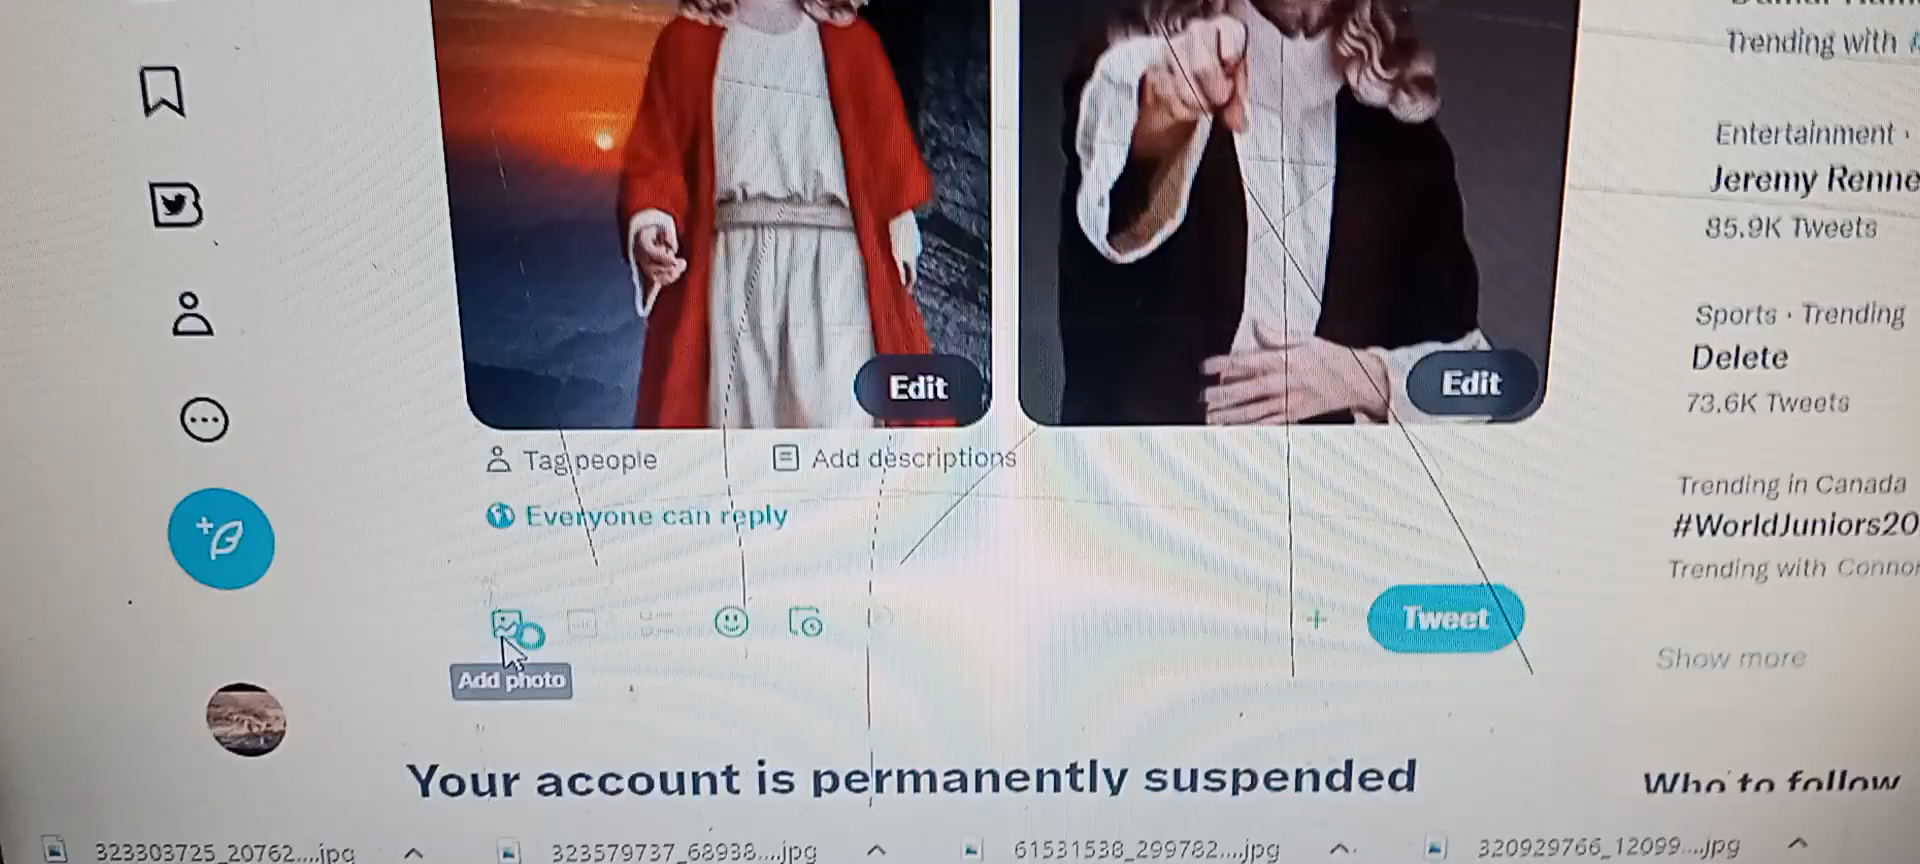 Trending with
Entertainment ·
Jeremy Renne
85.9K Tweets
Sports · Trending
Delete
73.6K Tweets
Trending in Canada
#WorldJuniors20
Trending with Connor
Show more
Who to follow
Edit
Edit
Tag people
Add descriptions
Everyone can reply
Tweet
Add photo
Your account is permanently suspended
323303725_20762....jpg
323579737_68938....jpg
61531538_299782....jpg
320929766_12099....jpg